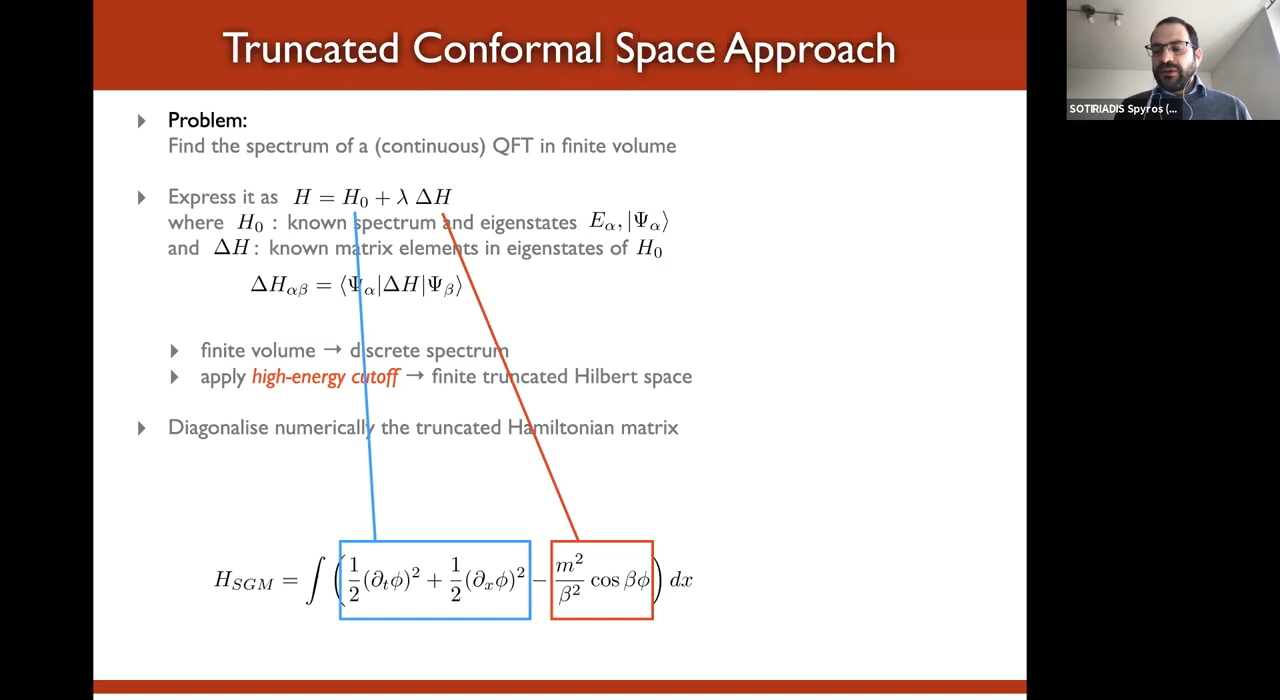 Truncated Conformal Space Approach
Problem:
Find the spectrum of a (continuous) QFT in finite volume
Express it as H = H₀ + λ ΔH
where H₀ : known spectrum and eigenstates E_α, |Ψ_α⟩
and ΔH : known matrix elements in eigenstates of H₀
ΔH_αβ = ⟨Ψ_α|ΔH|Ψ_β⟩
finite volume → discrete spectrum
apply high-energy cutoff → finite truncated Hilbert space
Diagonalise numerically the truncated Hamiltonian matrix
H_SGM = ∫ ( 1/2 (∂_t φ)² + 1/2 (∂_x φ)² − m²/β² cos βφ ) dx
SOTIRIADIS Spyros (...